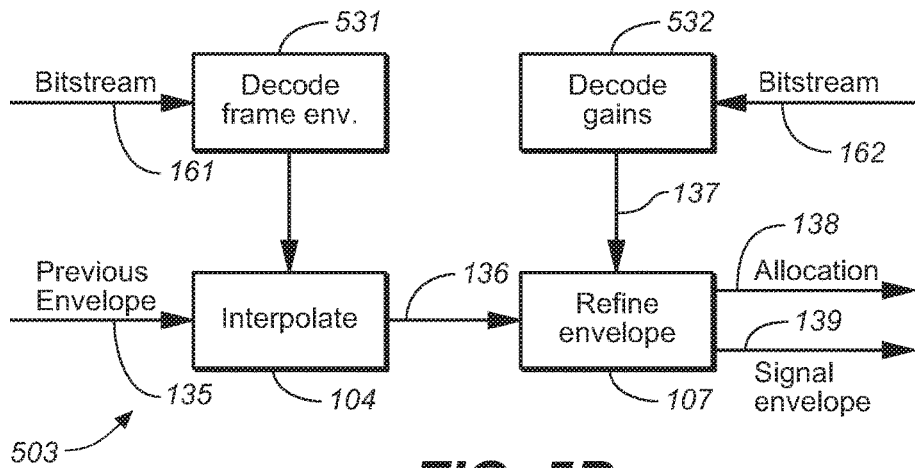 531
532
Bitstream
Decode
frame env.
Decode
gains
Bitstream
161
162
137
138
Previous
Envelope
136
Allocation
Interpolate
Refine
envelope
139
135
104
107
Signal
envelope
503